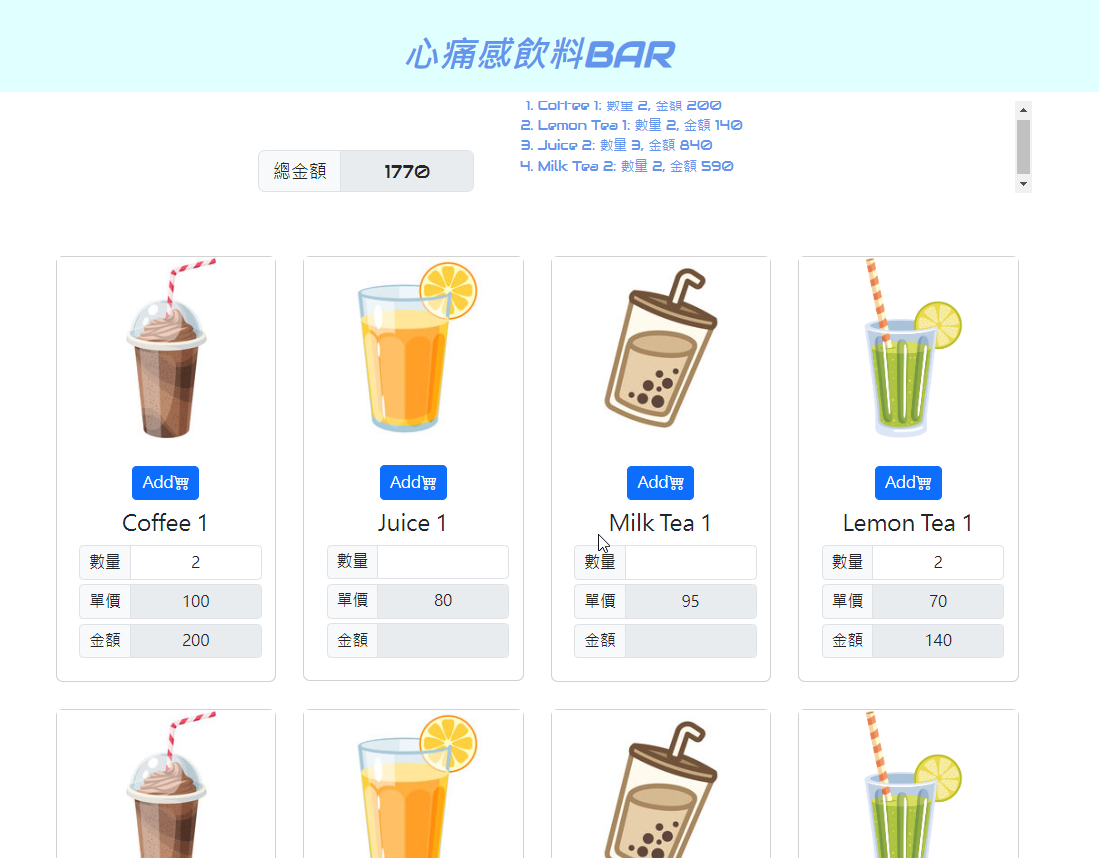 心痛感飲料BAR
1. Coffee 1: 數量 2, 金額 200
2. Lemon Tea 1: 數量 2, 金額 140
3. Juice 2: 數量 3, 金額 840
4. Milk Tea 2: 數量 2, 金額 590
總金額 1770
Add
Coffee 1
數量 2
單價 100
金額 200
Add
Juice 1
數量
單價 80
金額
Add
Milk Tea 1
數量
單價 95
金額
Add
Lemon Tea 1
數量 2
單價 70
金額 140